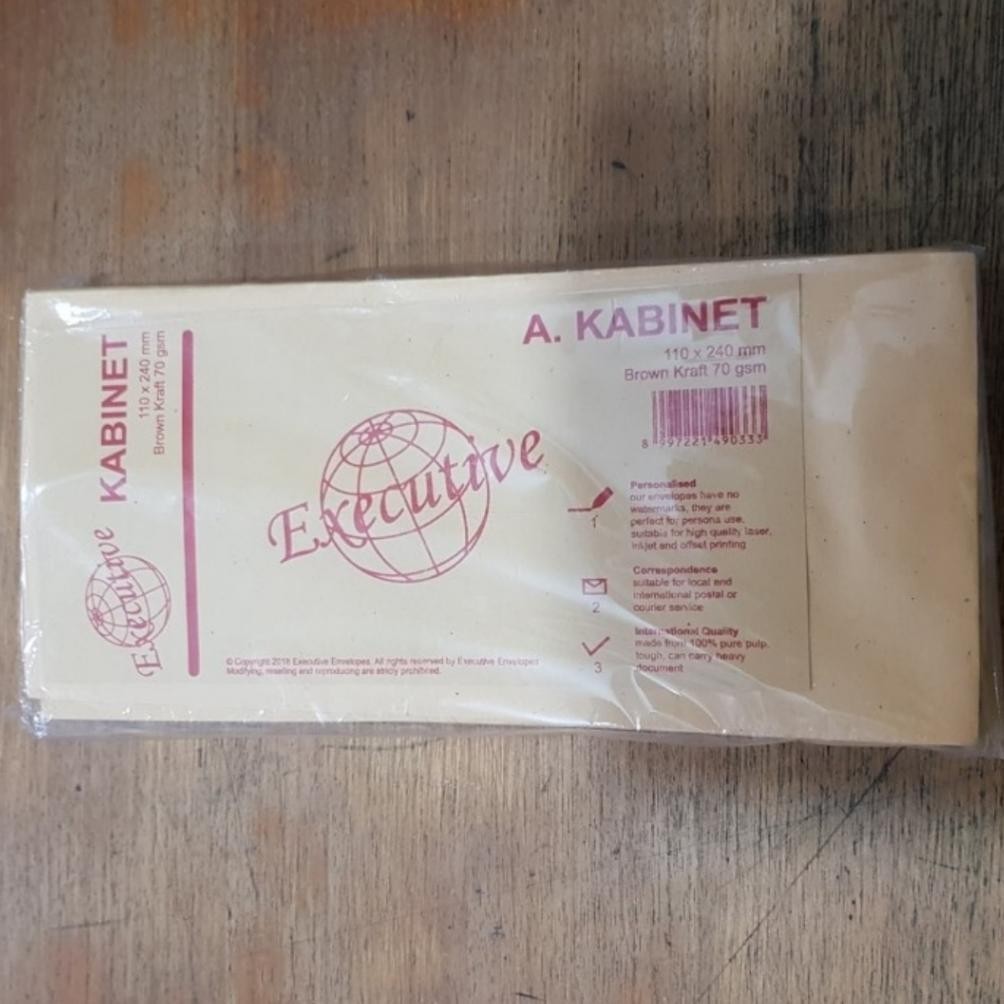 A. KABINET
110 x 240 mm
Brown Kraft 70 gsm
8 997221 490333
Executive
Personalised
our envelopes have no
watermarks, they are
perfect for persona use,
suitable for high quality laser,
inkjet and offset printing
1
Correspondence
suitable for local and
international postal or
courier service
2
International Quality
made from 100% pure pulp,
tough, can carry heavy
document
3
© Copyright 2018 Executive Envelopes. All rights reserved by Executive Envelopes
Modifying, reselling and reproducing are strictly prohibited.
KABINET
110 x 240 mm
Brown Kraft 70 gsm
Executive